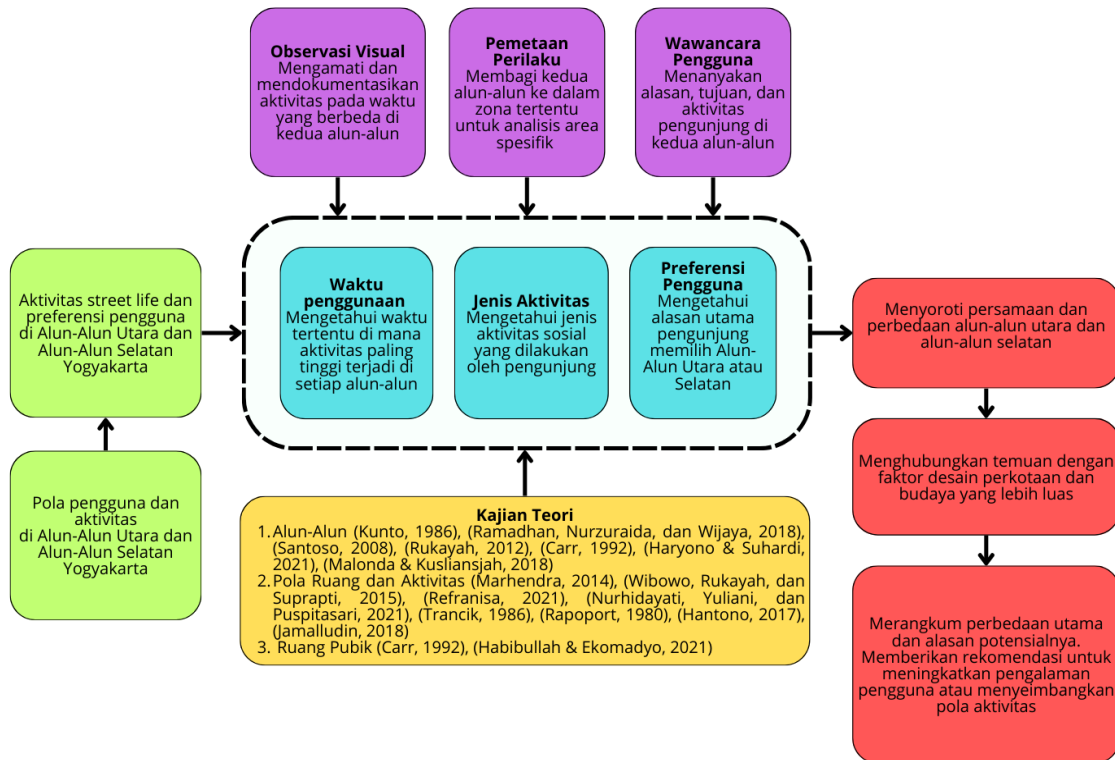 Observasi Visual
Mengamati dan
mendokumentasikan
aktivitas pada waktu
yang berbeda di
kedua alun-alun
Pemetaan
Perilaku
Membagi kedua
alun-alun ke dalam
zona tertentu
untuk analisis area
spesifik
Wawancara
Pengguna
Menanyakan
alasan, tujuan, dan
aktivitas
pengunjung di
kedua alun-alun
Aktivitas street life dan
preferensi pengguna
di Alun-Alun Utara dan
Alun-Alun Selatan
Yogyakarta
Pola pengguna dan
aktivitas
di Alun-Alun Utara dan
Alun-Alun Selatan
Yogyakarta
Waktu
penggunaan
Mengetahui waktu
tertentu di mana
aktivitas paling
tinggi terjadi di
setiap alun-alun
Jenis Aktivitas
Mengetahui jenis
aktivitas sosial
yang dilakukan
oleh pengunjung
Preferensi
Pengguna
Mengetahui
alasan utama
pengunjung
memilih Alun-
Alun Utara atau
Selatan
Kajian Teori
1. Alun-Alun (Kunto, 1986), (Ramadhan, Nurzuraida, dan Wijaya, 2018),
(Santoso, 2008), (Rukayah, 2012), (Carr, 1992), (Haryono & Suhardi,
2021), (Malonda & Kusliansjah, 2018)
2. Pola Ruang dan Aktivitas (Marhendra, 2014), (Wibowo, Rukayah, dan
Suprapti, 2015), (Refranisa, 2021), (Nurhidayati, Yuliani, dan
Puspitasari, 2021), (Trancik, 1986), (Rapoport, 1980), (Hantono, 2017),
(Jamalludin, 2018)
3. Ruang Pubik (Carr, 1992), (Habibullah & Ekomadyo, 2021)
Menyoroti persamaan dan
perbedaan alun-alun utara dan
alun-alun selatan
Menghubungkan temuan dengan
faktor desain perkotaan dan
budaya yang lebih luas
Merangkum perbedaan utama
dan alasan potensialnya.
Memberikan rekomendasi untuk
meningkatkan pengalaman
pengguna atau menyeimbangkan
pola aktivitas